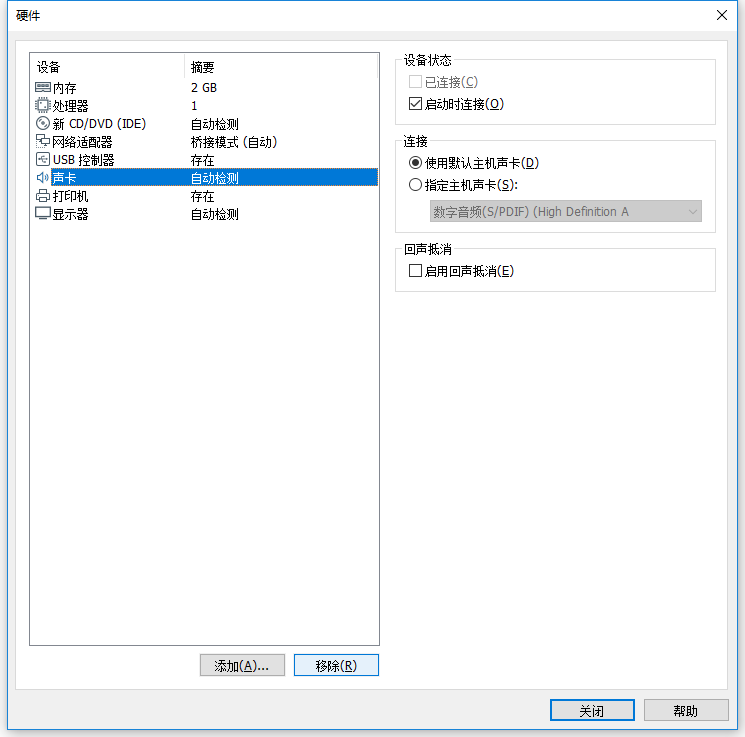 硬件
设备 摘要
内存 2 GB
处理器 1
新 CD/DVD (IDE) 自动检测
网络适配器 桥接模式 (自动)
USB 控制器 存在
声卡 自动检测
打印机 存在
显示器 自动检测
添加(A)... 移除(R)
设备状态
已连接(C)
启动时连接(O)
连接
使用默认主机声卡(D)
指定主机声卡(S):
数字音频(S/PDIF) (High Definition A
回声抵消
启用回声抵消(E)
关闭 帮助